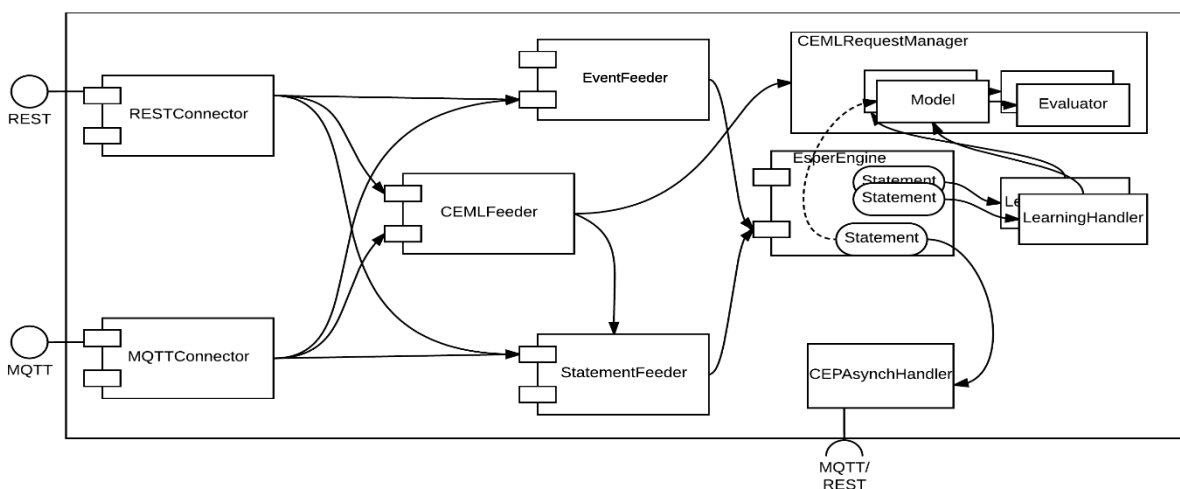 REST
RESTConnector
EventFeeder
CEMLRequestManager
Model
Evaluator
CEMLFeeder
EsperEngine
Statement
Statement
Statement
LearningHandler
MQTT
MQTTConnector
StatementFeeder
CEPAsynchHandler
MQTT/
REST